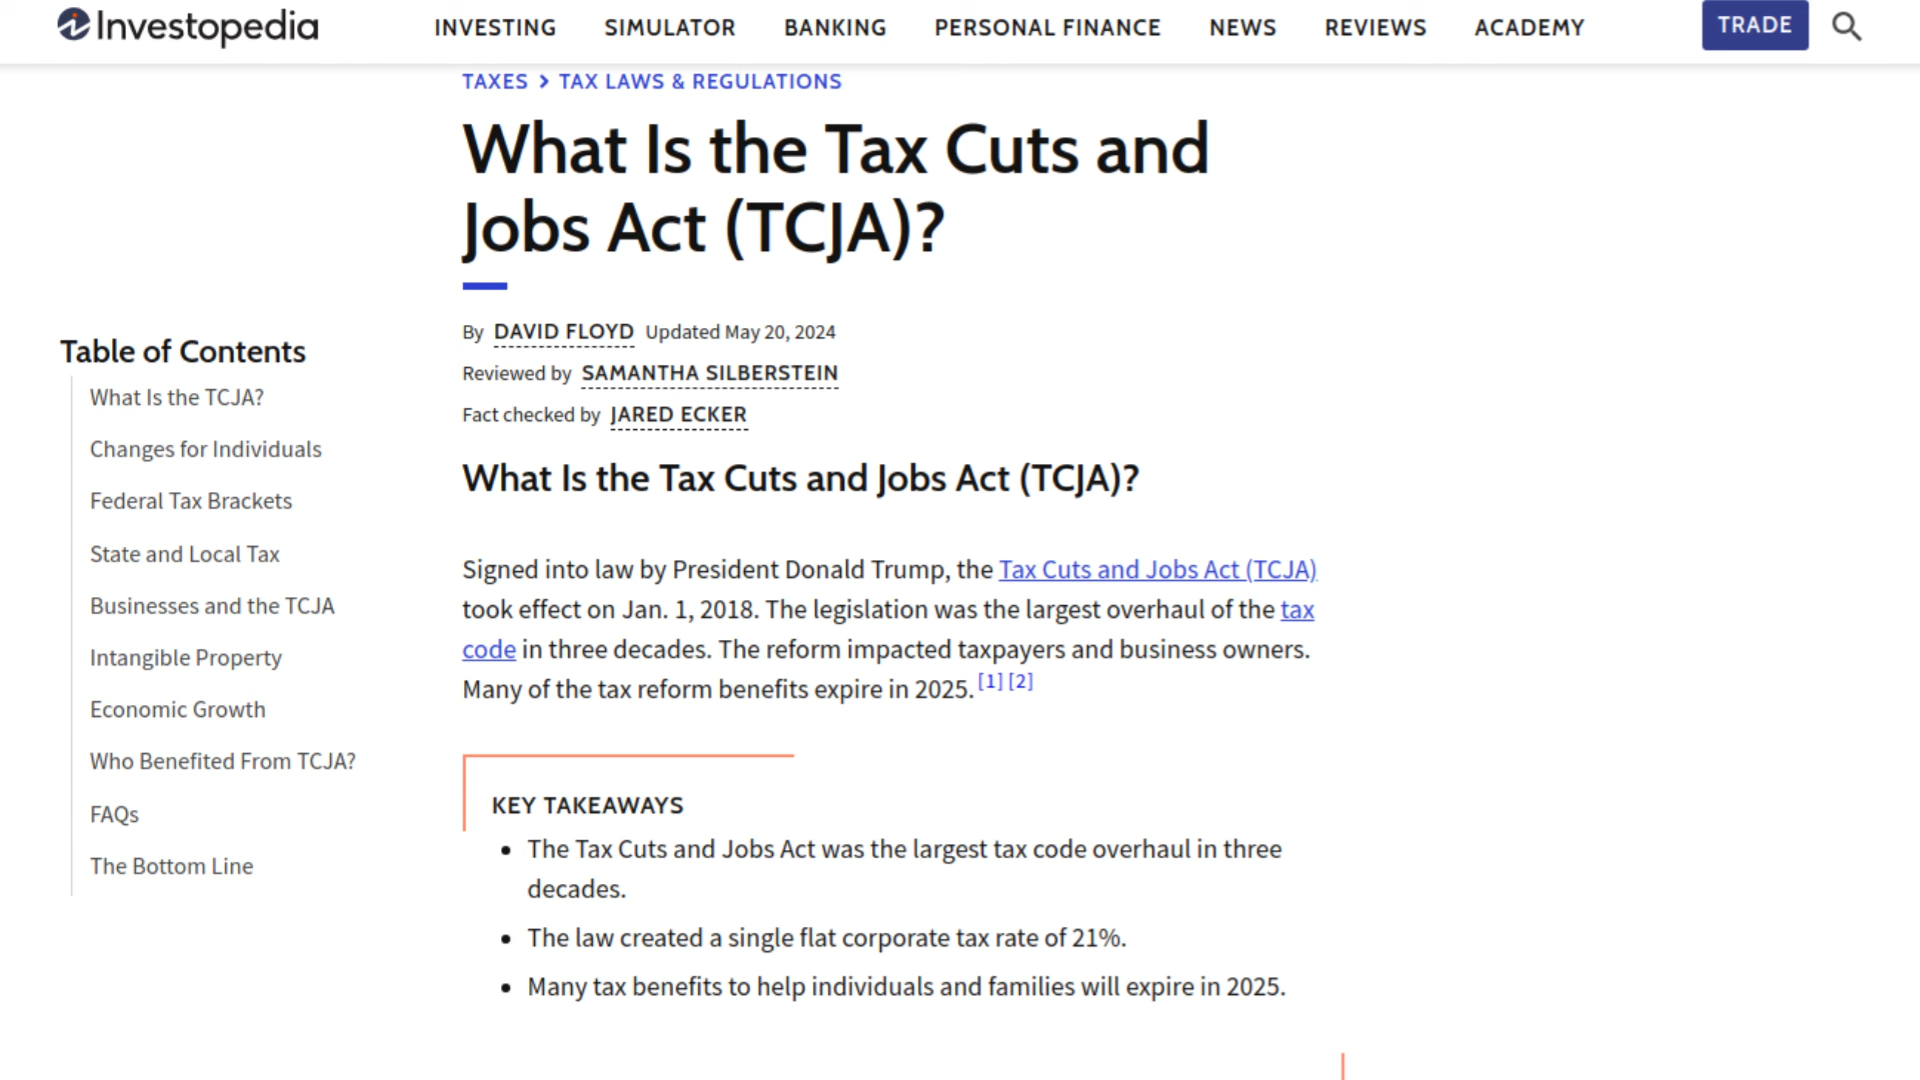 Investopedia
INVESTING SIMULATOR BANKING PERSONAL FINANCE NEWS REVIEWS ACADEMY TRADE
TAXES > TAX LAWS & REGULATIONS
What Is the Tax Cuts and
Jobs Act (TCJA)?
By DAVID FLOYD Updated May 20, 2024
Reviewed by SAMANTHA SILBERSTEIN
Fact checked by JARED ECKER
Table of Contents
What Is the TCJA?
Changes for Individuals
Federal Tax Brackets
State and Local Tax
Businesses and the TCJA
Intangible Property
Economic Growth
Who Benefited From TCJA?
FAQs
The Bottom Line
What Is the Tax Cuts and Jobs Act (TCJA)?
Signed into law by President Donald Trump, the Tax Cuts and Jobs Act (TCJA)
took effect on Jan. 1, 2018. The legislation was the largest overhaul of the tax
code in three decades. The reform impacted taxpayers and business owners.
Many of the tax reform benefits expire in 2025. [1] [2]
KEY TAKEAWAYS
• The Tax Cuts and Jobs Act was the largest tax code overhaul in three
decades.
• The law created a single flat corporate tax rate of 21%.
• Many tax benefits to help individuals and families will expire in 2025.